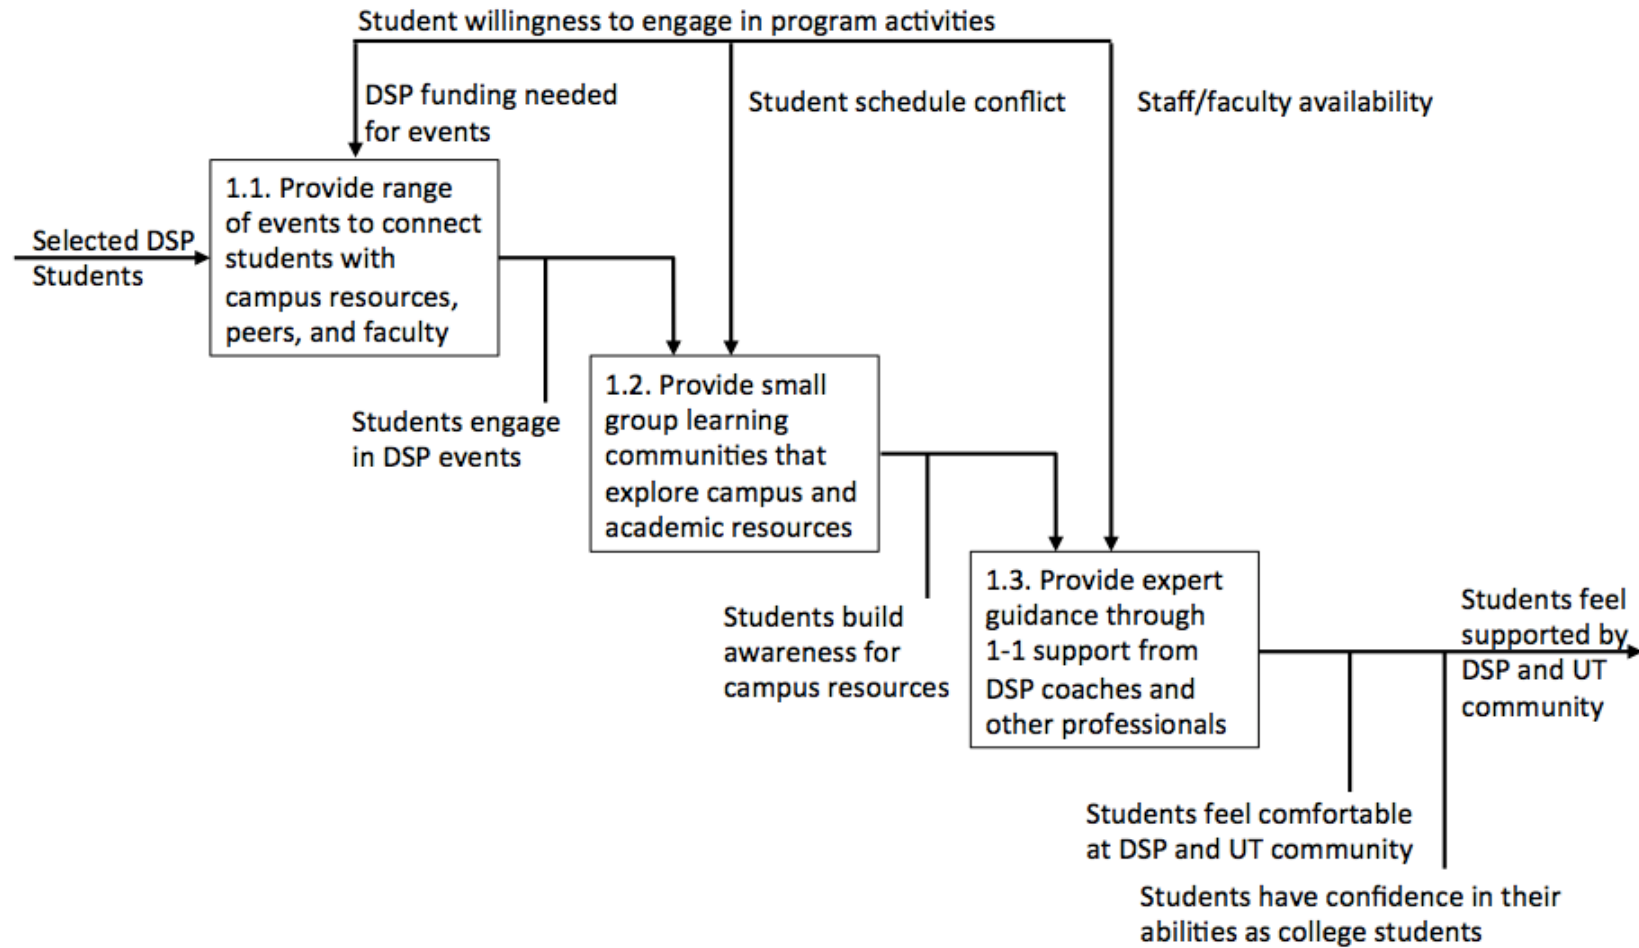 Student willingness to engage in program activities
DSP funding needed
for events
Student schedule conflict
Staff/faculty availability
Selected DSP
Students
1.1. Provide range
of events to connect
students with
campus resources,
peers, and faculty
Students engage
in DSP events
1.2. Provide small
group learning
communities that
explore campus and
academic resources
Students build
awareness for
campus resources
1.3. Provide expert
guidance through
1-1 support from
DSP coaches and
other professionals
Students feel
supported by
DSP and UT
community
Students feel comfortable
at DSP and UT community
Students have confidence in their
abilities as college students